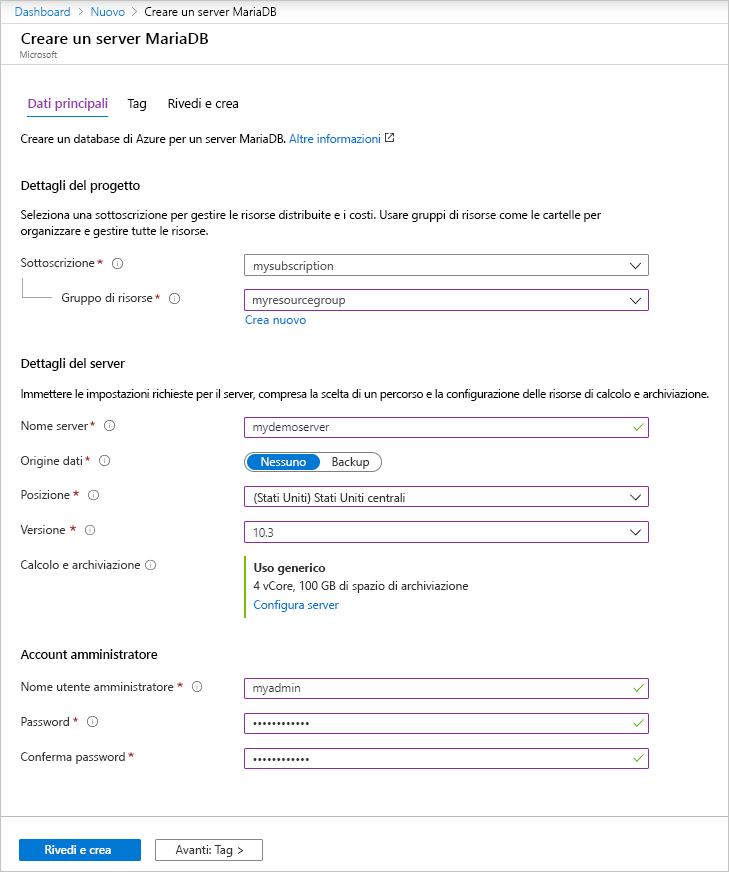 Dashboard > Nuovo > Creare un server MariaDB
Creare un server MariaDB
Microsoft
Dati principali Tag Rivedi e crea
Creare un database di Azure per un server MariaDB. Altre informazioni
Dettagli del progetto
Seleziona una sottoscrizione per gestire le risorse distribuite e i costi. Usare gruppi di risorse come le cartelle per
organizzare e gestire tutte le risorse.
Sottoscrizione* mysubscription
Gruppo di risorse* myresourcegroup
Crea nuovo
Dettagli del server
Immettere le impostazioni richieste per il server, compresa la scelta di un percorso e la configurazione delle risorse di calcolo e archiviazione.
Nome server* mydemoserver
Origine dati* Nessuno Backup
Posizione * (Stati Uniti) Stati Uniti centrali
Versione * 10.3
Calcolo e archiviazione Uso generico
4 vCore, 100 GB di spazio di archiviazione
Configura server
Account amministratore
Nome utente amministratore * myadmin
Password * ••••••••••••
Conferma password* ••••••••••••
Rivedi e crea Avanti: Tag >